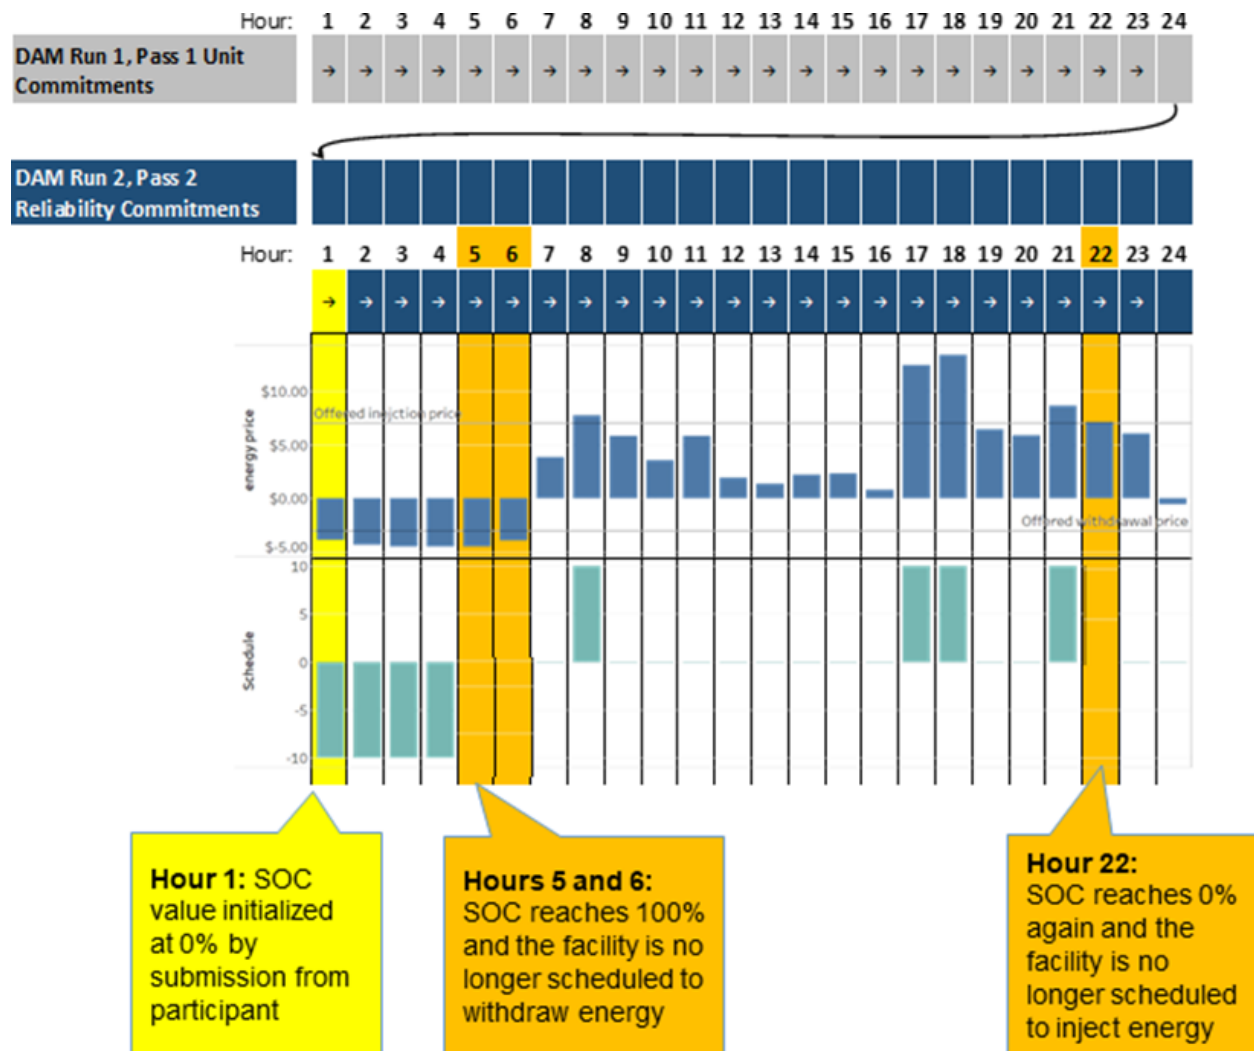 Hour: 1 2 3 4 5 6 7 8 9 10 11 12 13 14 15 16 17 18 19 20 21 22 23 24
DAM Run 1, Pass 1 Unit
Commitments
→ → → → → → → → → → → → → → → → → → → → → → →
DAM Run 2, Pass 2
Reliability Commitments
Hour: 1 2 3 4 5 6 7 8 9 10 11 12 13 14 15 16 17 18 19 20 21 22 23 24
→ → → → → → → → → → → → → → → → → → → → → → →
energy price
$10.00
Offered inejction price
$5.00
$0.00
Offered withdrawal price
$-5.00
Schedule
10
5
0
-5
-10
Hour 1: SOC
value initialized
at 0% by
submission from
participant
Hours 5 and 6:
SOC reaches 100%
and the facility is no
longer scheduled to
withdraw energy
Hour 22:
SOC reaches 0%
again and the
facility is no
longer scheduled
to inject energy